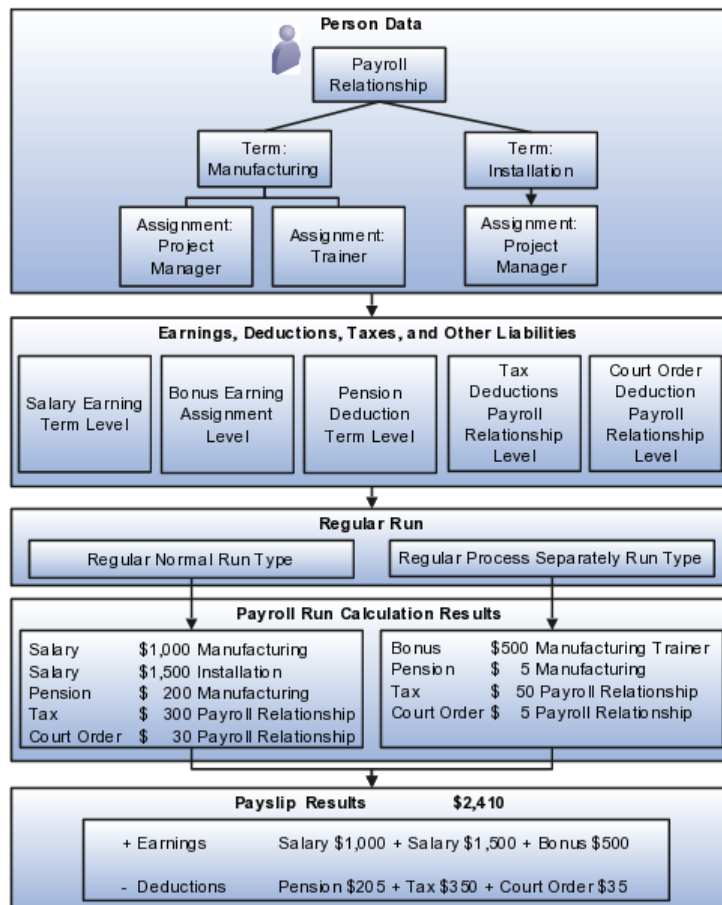 Person Data
Payroll
Relationship
Term:
Manufacturing
Term:
Installation
Assignment:
Project
Manager
Assignment:
Trainer
Assignment:
Project
Manager
Earnings, Deductions, Taxes, and Other Liabilities
Salary Earning
Term Level
Bonus Earning
Assignment
Level
Pension
Deduction
Term Level
Tax
Deductions
Payroll
Relationship
Level
Court Order
Deduction
Payroll
Relationship
Level
Regular Run
Regular Normal Run Type
Regular Process Separately Run Type
Payroll Run Calculation Results
Salary $1,000 Manufacturing
Salary $1,500 Installation
Pension $ 200 Manufacturing
Tax $ 300 Payroll Relationship
Court Order $ 30 Payroll Relationship
Bonus $500 Manufacturing Trainer
Pension $ 5 Manufacturing
Tax $ 50 Payroll Relationship
Court Order $ 5 Payroll Relationship
Payslip Results $2,410
+ Earnings Salary $1,000 + Salary $1,500 + Bonus $500
- Deductions Pension $205 + Tax $350 + Court Order $35